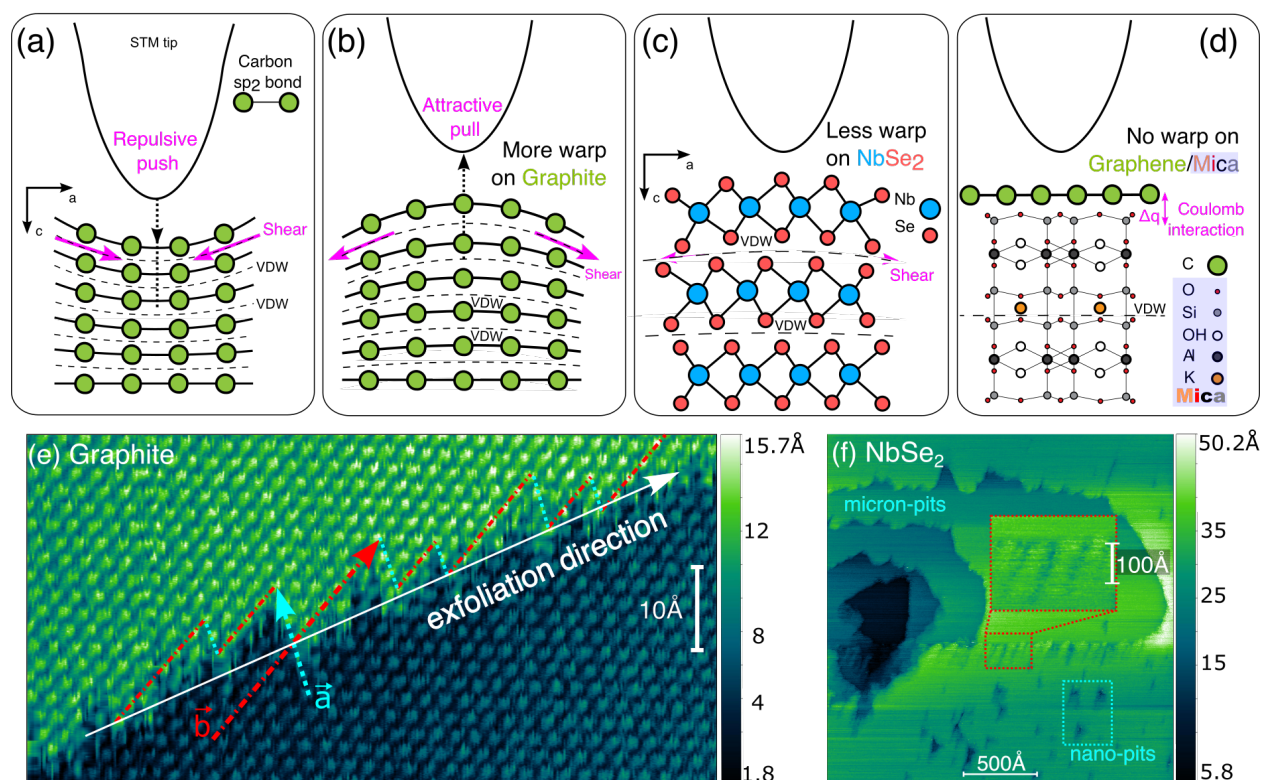 (a)
STM tip
Carbon
sp2 bond
Repulsive
push
a
c
Shear
VDW
VDW
(b)
Attractive
pull
More warp
on Graphite
Shear
VDW
VDW
(c)
Less warp
on NbSe2
a
c
Nb
Se
VDW
Shear
VDW
(d)
No warp on
Graphene/Mica
Δq
Coulomb
interaction
C
O
Si
VDW
OH
Al
K
Mica
(e) Graphite
exfoliation direction
a
b
10Å
15.7Å
12
8
4
1.8
(f) NbSe2
micron-pits
100Å
nano-pits
500Å
50.2Å
35
25
15
5.8